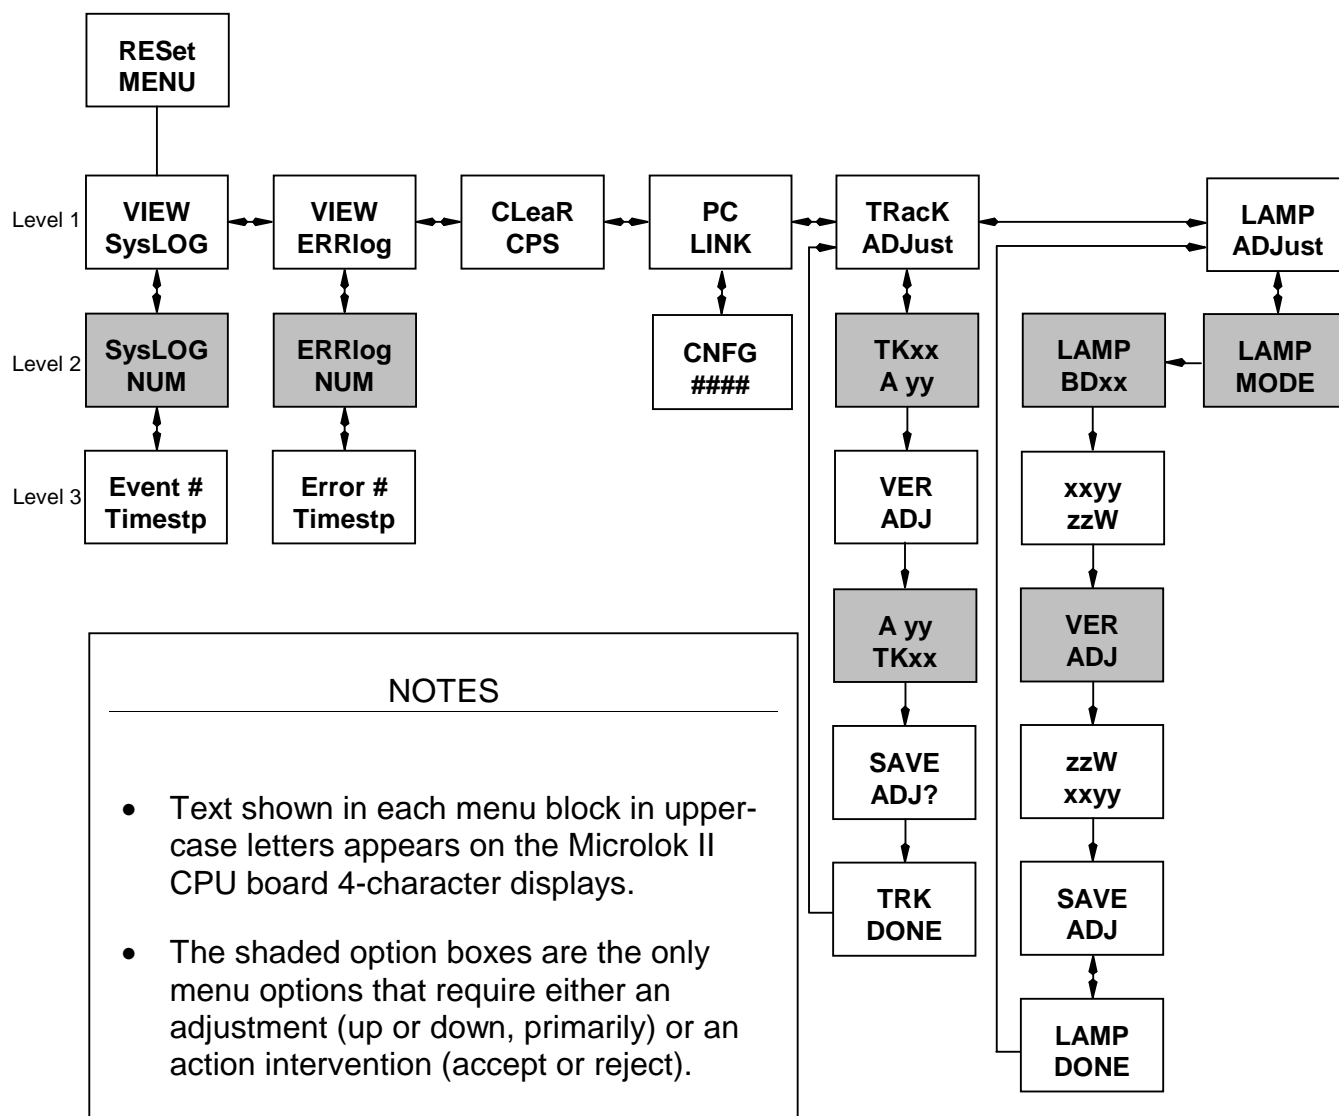 RESet
MENU
Level 1
VIEW
SysLOG
VIEW
ERRlog
CLeaR
CPS
PC
LINK
TRacK
ADJust
LAMP
ADJust
Level 2
SysLOG
NUM
ERRlog
NUM
CNFG
####
TKxx
A yy
LAMP
BDxx
LAMP
MODE
Level 3
Event #
Timestp
Error #
Timestp
VER
ADJ
xxyy
zzW
A yy
TKxx
VER
ADJ
SAVE
ADJ?
zzW
xxyy
TRK
DONE
SAVE
ADJ
LAMP
DONE
NOTES
• Text shown in each menu block in upper-
case letters appears on the Microlok II
CPU board 4-character displays.
• The shaded option boxes are the only
menu options that require either an
adjustment (up or down, primarily) or an
action intervention (accept or reject).